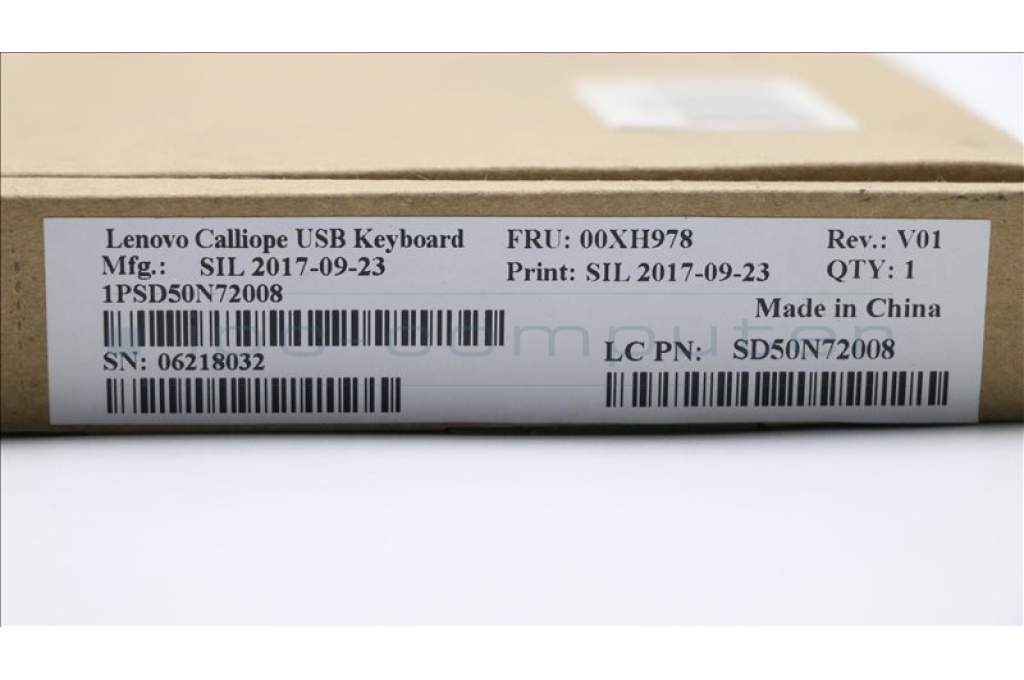 Lenovo Calliope USB Keyboard FRU: 00XH978 Rev.: V01
Mfg.: SIL 2017-09-23 Print: SIL 2017-09-23 QTY: 1
1PSD50N72008
Made in China
SN: 06218032
LC PN: SD50N72008